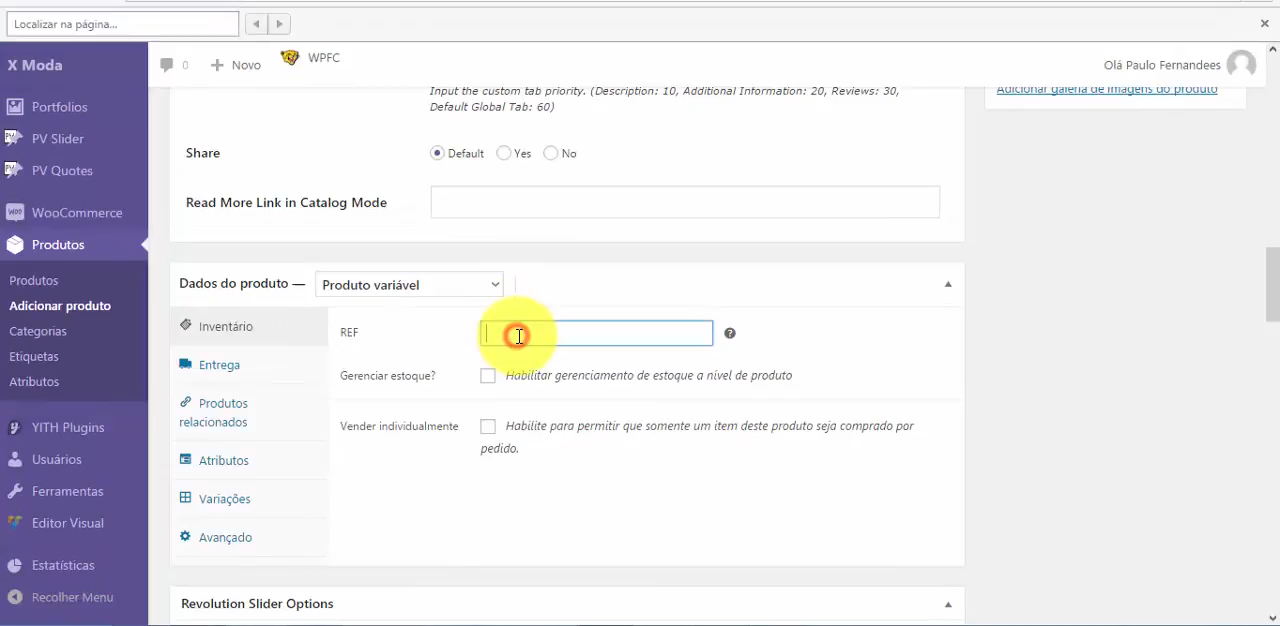 Localizar na página...
X Moda
0
Novo
WPFC
Olá Paulo Fernandees
Portfolios
PV Slider
PV Quotes
WooCommerce
Produtos
Produtos
Adicionar produto
Categorias
Etiquetas
Atributos
YITH Plugins
Usuários
Ferramentas
Editor Visual
Estatísticas
Recolher Menu
Input the custom tab priority. (Description: 10, Additional Information: 20, Reviews: 30,
Default Global Tab: 60)
Adicionar galeria de imagens do produto
Share
Default
Yes
No
Read More Link in Catalog Mode
Dados do produto —
Produto variável
Inventário
Entrega
Produtos
relacionados
Atributos
Variações
Avançado
REF
Gerenciar estoque?
Habilitar gerenciamento de estoque a nível de produto
Vender individualmente
Habilite para permitir que somente um item deste produto seja comprado por
pedido.
Revolution Slider Options